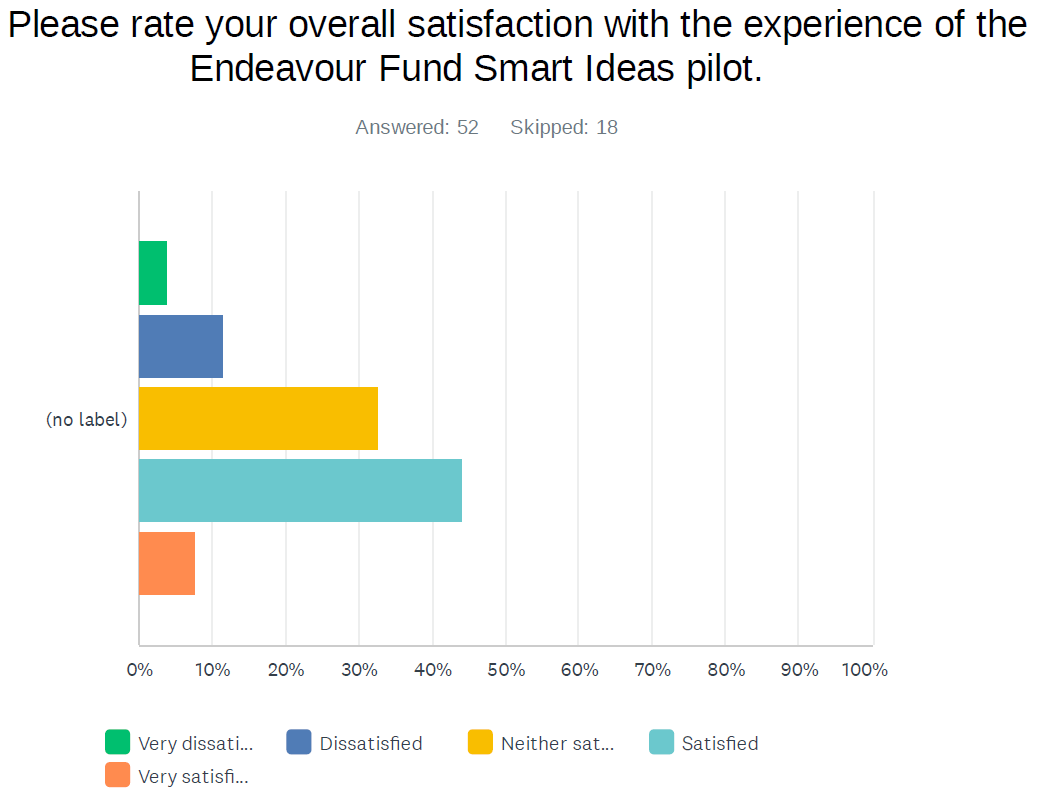 Please rate your overall satisfaction with the experience of the
Endeavour Fund Smart Ideas pilot.
Answered: 52 Skipped: 18
(no label)
0% 10% 20% 30% 40% 50% 60% 70% 80% 90% 100%
Very dissati... Dissatisfied Neither sat... Satisfied
Very satisfi...